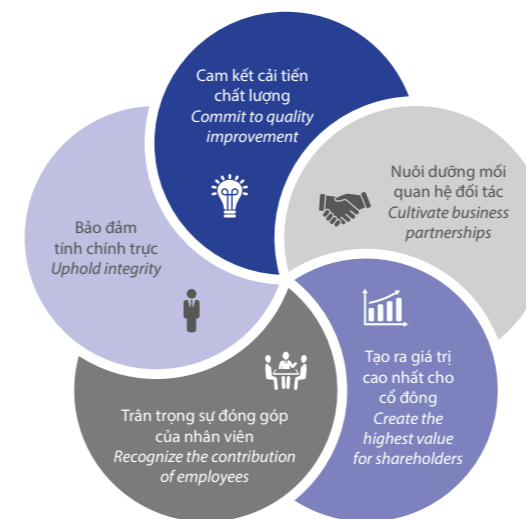 Cam kết cải tiến
chất lượng
Commit to quality
improvement
Nuôi dưỡng mối
quan hệ đối tác
Cultivate business
partnerships
Tạo ra giá trị
cao nhất cho
cổ đông
Create the
highest value
for shareholders
Trân trọng sự đóng góp
của nhân viên
Recognize the contribution
of employees
Bảo đảm
tính chính trực
Uphold integrity